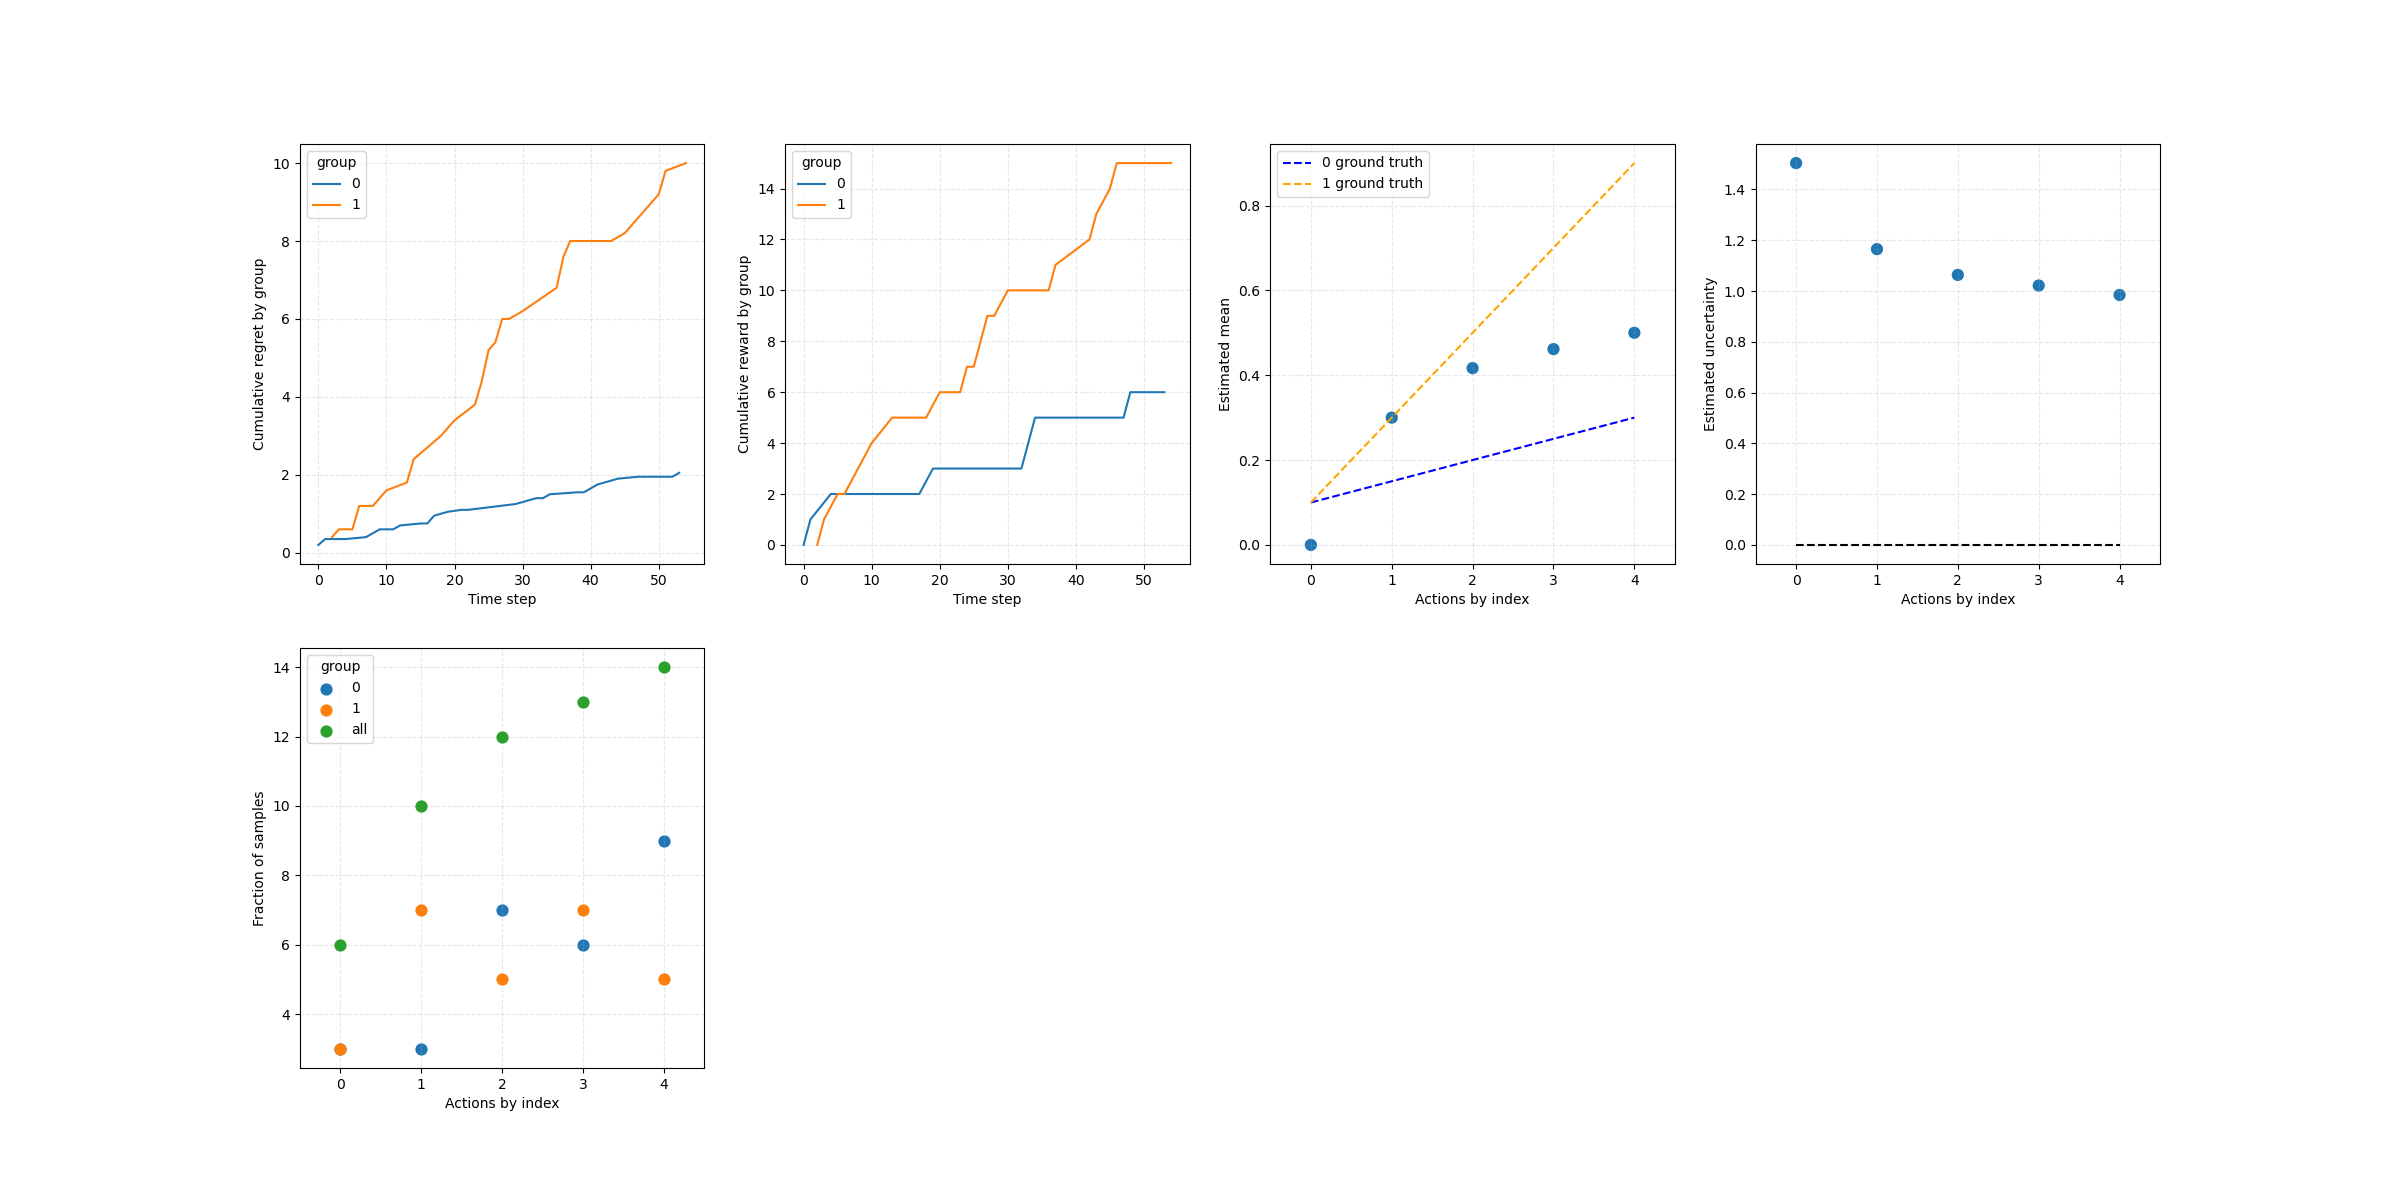 group
0
1
10
8
6
4
2
0
Cumulative regret by group
0 10 20 30 40 50
Time step
group
0
1
14
12
10
8
6
4
2
0
Cumulative reward by group
0 10 20 30 40 50
Time step
0 ground truth
1 ground truth
0.8
0.6
0.4
0.2
0.0
Estimated mean
0 1 2 3 4
Actions by index
1.4
1.2
1.0
0.8
0.6
0.4
0.2
0.0
Estimated uncertainty
0 1 2 3 4
Actions by index
group
0
1
all
14
12
10
8
6
4
Fraction of samples
0 1 2 3 4
Actions by index